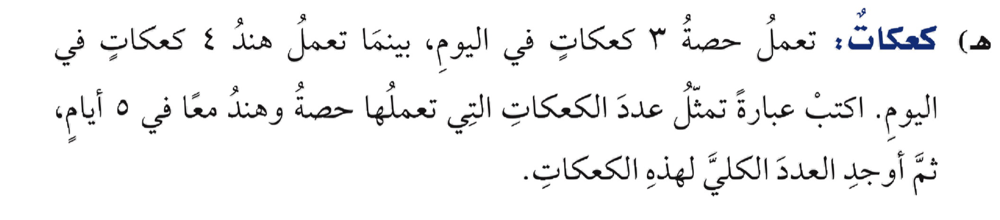 هـ) كعكاتٌ: تعملُ حصةُ ٣ كعكاتٍ في اليومِ، بينمَا تعملُ هندُ ٤ كعكاتٍ في
اليومِ. اكتبْ عبارةً تمثّلُ عددَ الكعكاتِ التِي تعملُها حصةُ وهندُ معًا في ٥ أيامٍ،
ثمَّ أوجدِ العددَ الكليَّ لهذهِ الكعكاتِ.